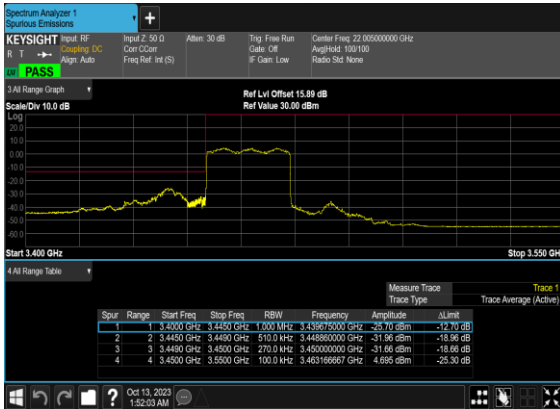 Spectrum Analyzer 1
Spurious Emissions
KEYSIGHT
R T
Input: RF
Coupling: DC
Align: Auto
Input Z: 50 Ω
Corr CCorr
Freq Ref: Int (S)
Atten: 30 dB
Trig: Free Run
Gate: Off
IF Gain: Low
Center Freq: 22.005000000 GHz
Avg|Hold: 100/100
Radio Std: None
PASS
3 All Range Graph
Scale/Div 10.0 dB
Ref Lvl Offset 15.89 dB
Ref Value 30.00 dBm
Log
20.0
10.0
0.00
-10.0
-20.0
-30.0
-40.0
-50.0
-60.0
Start 3.400 GHz
Stop 3.550 GH
4 All Range Table
Measure Trace Trace 1
Trace Type Trace Average (Active)
Spur Range Start Freq Stop Freq RBW Frequency Amplitude ΔLimit
1 1 3.4000 GHz 3.4450 GHz 1.000 MHz 3.439675000 GHz -25.70 dBm -12.70 dB
2 2 3.4450 GHz 3.4490 GHz 510.0 kHz 3.448860000 GHz -31.96 dBm -18.96 dB
3 3 3.4490 GHz 3.4500 GHz 270.0 kHz 3.450000000 GHz -31.66 dBm -18.66 dB
4 4 3.4500 GHz 3.5500 GHz 100.0 kHz 3.463166667 GHz 4.695 dBm -25.30 dB
Oct 13, 2023
1:52:03 AM